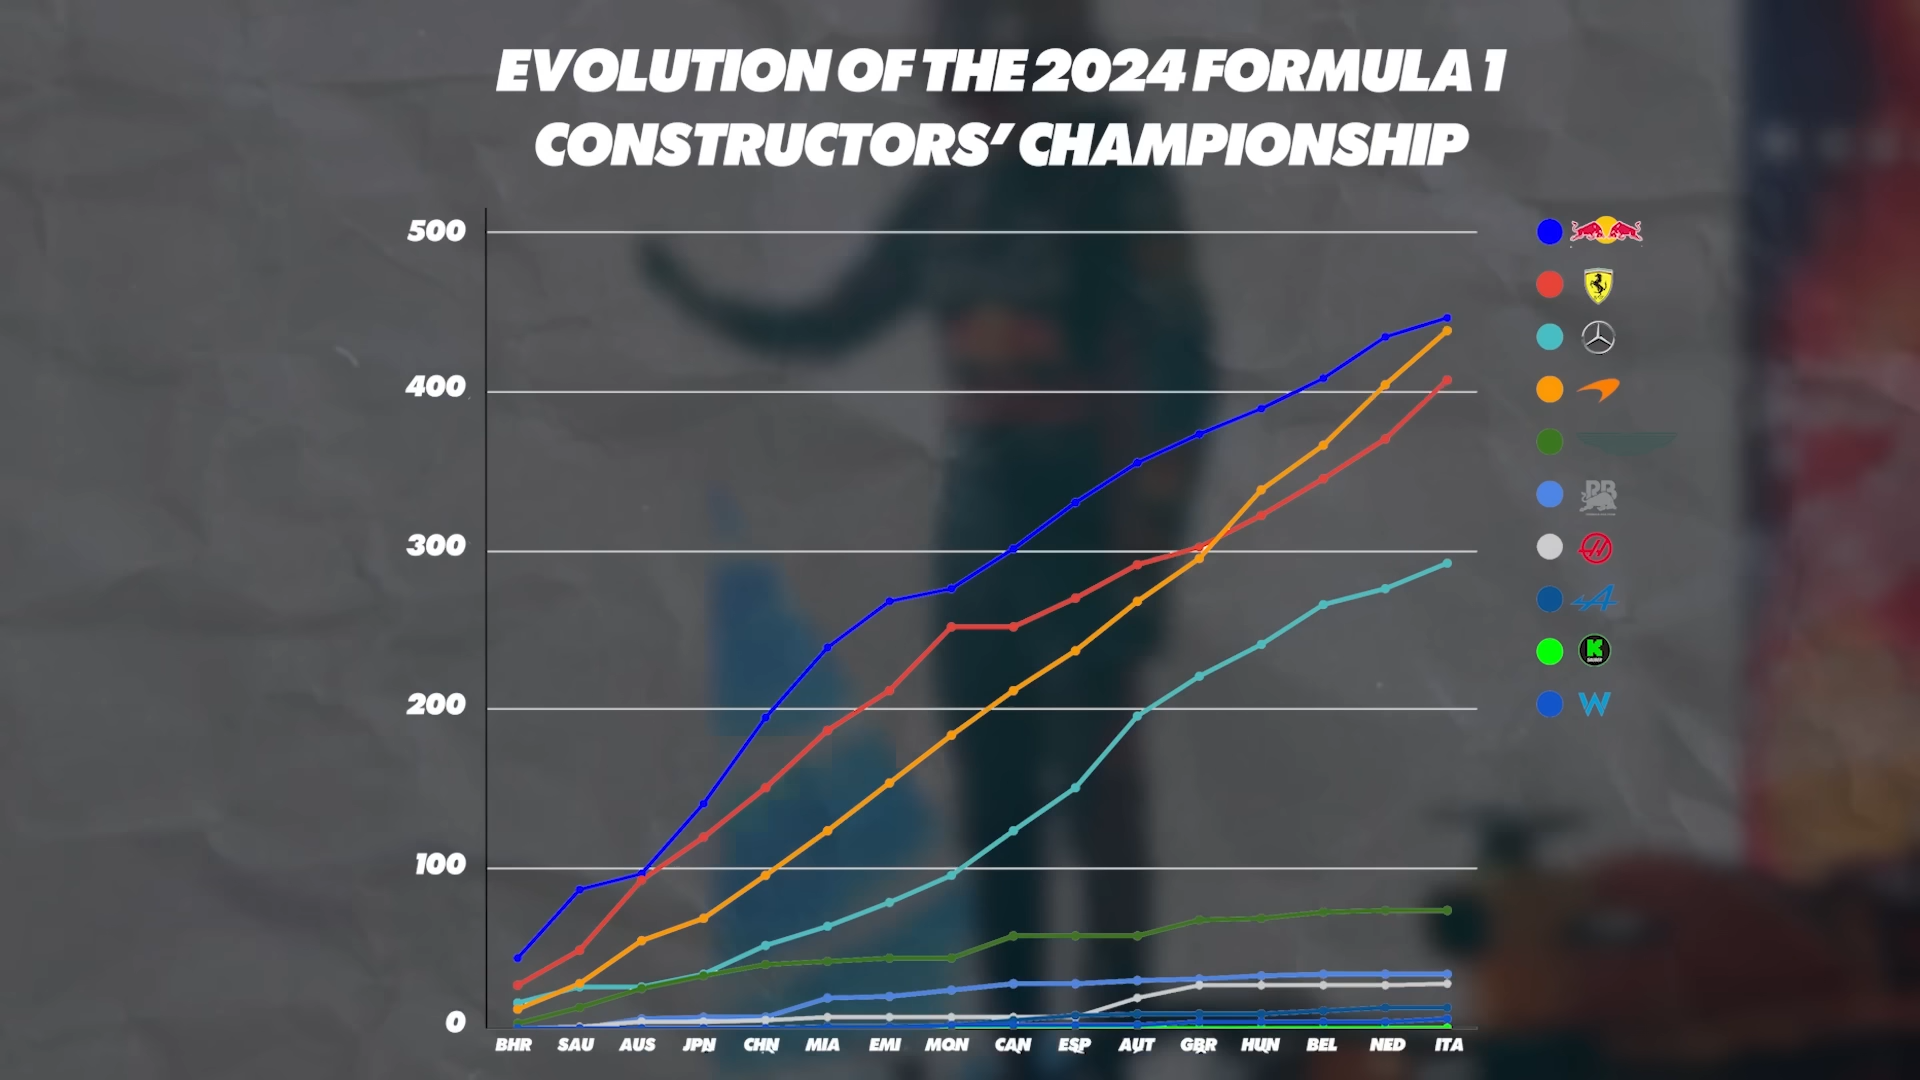 EVOLUTION OF THE 2024 FORMULA 1
CONSTRUCTORS' CHAMPIONSHIP
500
400
300
200
100
0
BHR SAU AUS JPN CHN MIA EMI MON CAN ESP AUT GBR HUN BEL NED ITA
RB
K
W